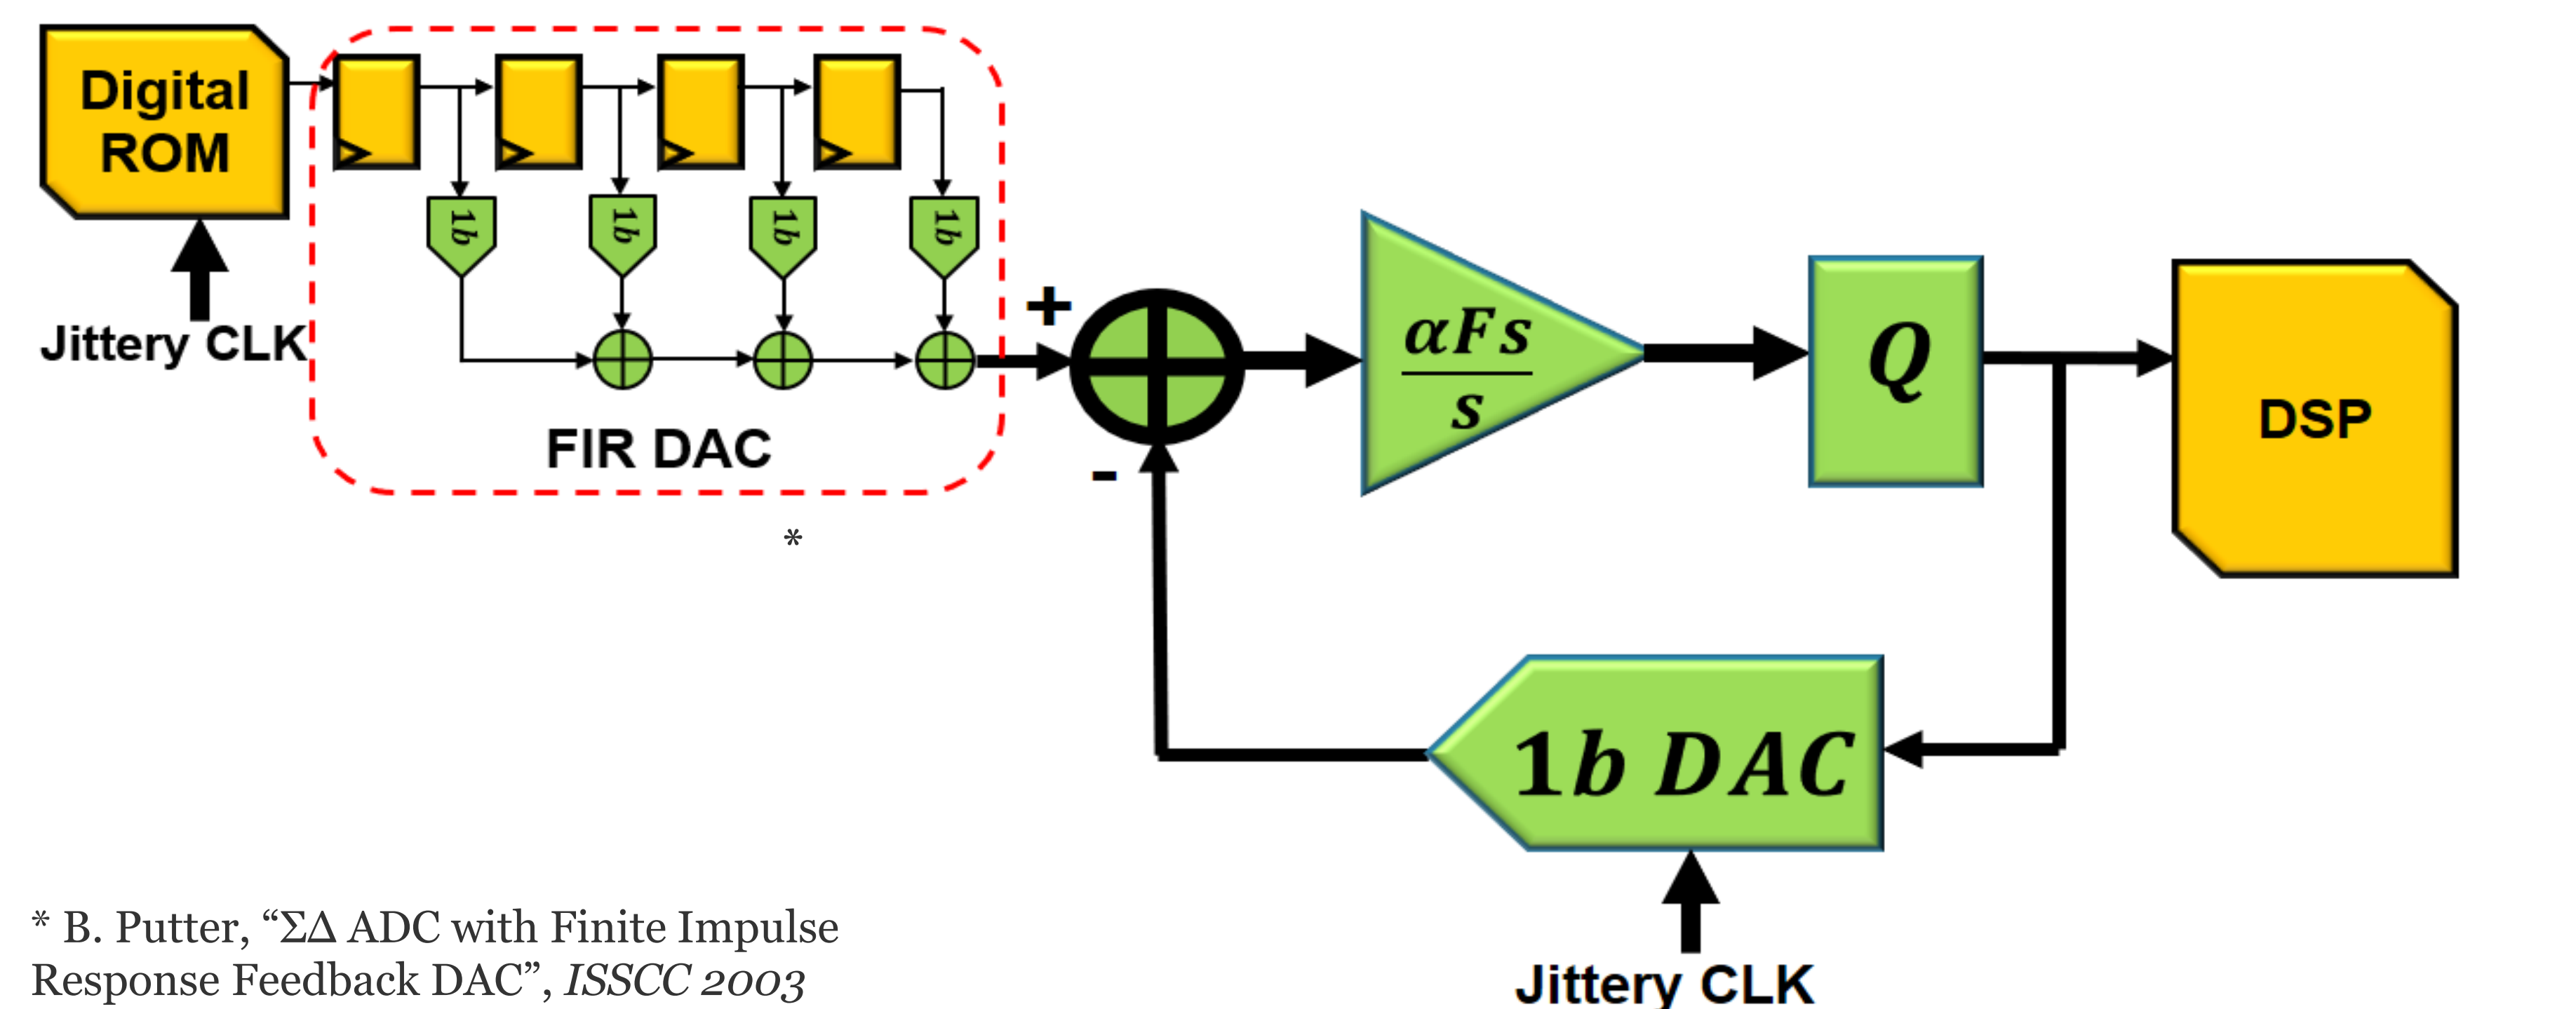 Digital
ROM
1b
1b
1b
1b
Jittery CLK
FIR DAC
*
+
-
αFs
s
Q
DSP
1b DAC
Jittery CLK
* B. Putter, “ΣΔ ADC with Finite Impulse
Response Feedback DAC”, ISSCC 2003